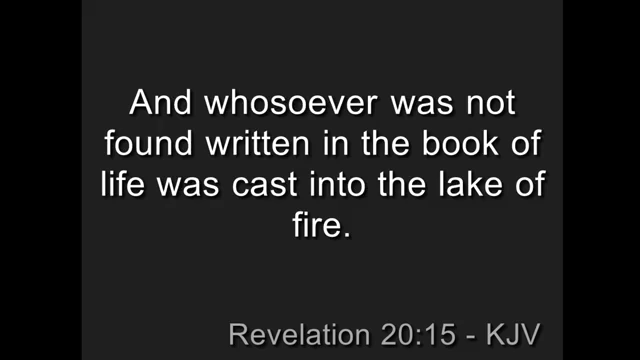 And whosoever was not
found written in the book of
life was cast into the lake of
fire.
Revelation 20:15 - KJV